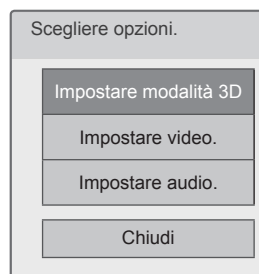 Scegliere opzioni.
Impostare modalità 3D
Impostare video.
Impostare audio.
Chiudi